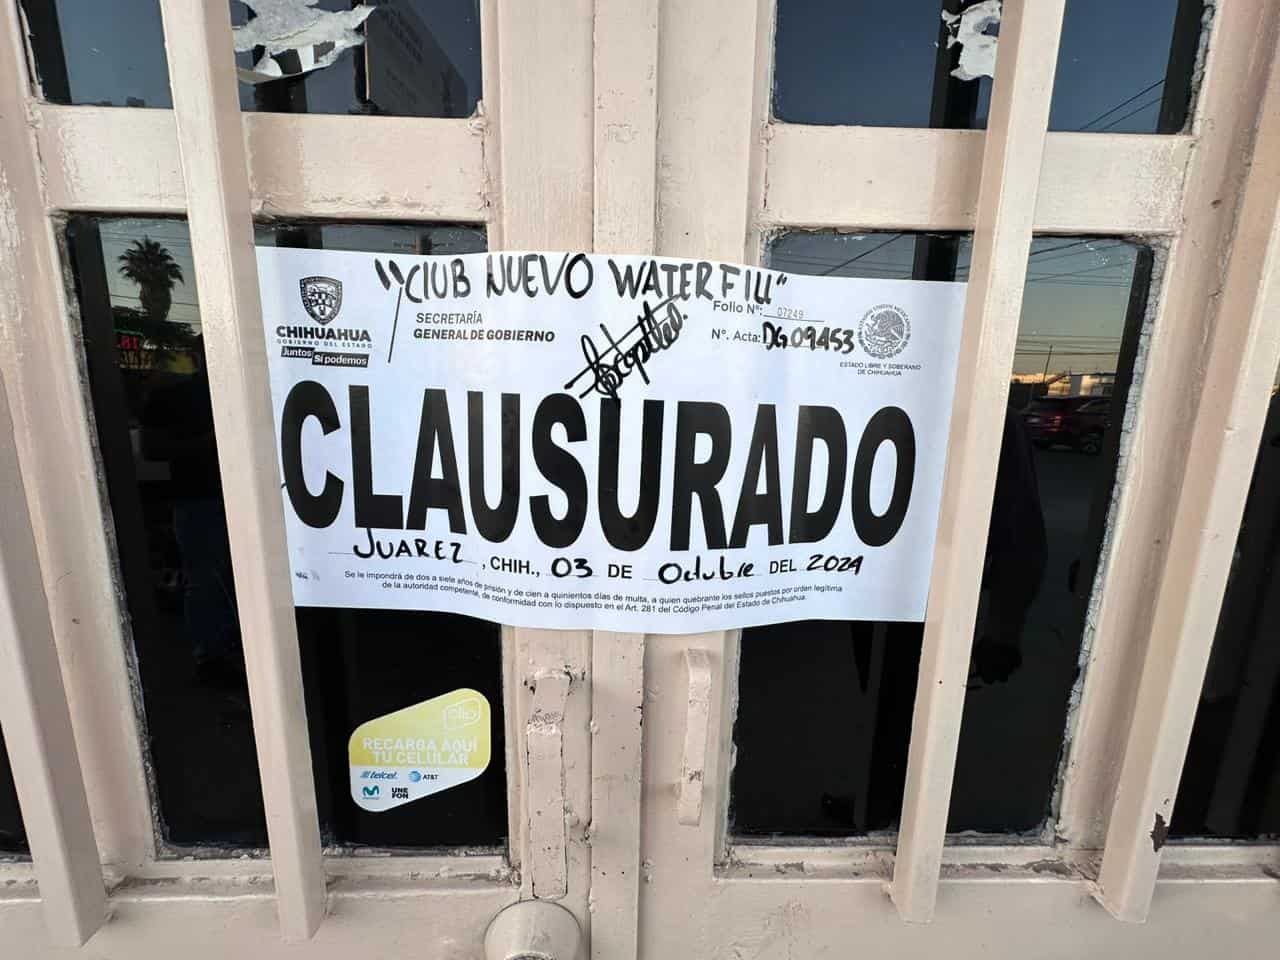 "CLUB NUEVO WATERFILL"
CHIHUAHUA
GOBIERNO DEL ESTADO
Juntos Sí podemos
SECRETARÍA
GENERAL DE GOBIERNO
Folio N°: 07249
N°. Acta: DG09453
ESTADO LIBRE Y SOBERANO
DE CHIHUAHUA
CLAUSURADO
JUAREZ, CHIH., 03 DE Octubre DEL 2024
Se le impondrá de dos a siete años de prisión y de cien a quinientos días de multa, a quien quebrante los sellos puestos por orden legítima
de la autoridad competente, de conformidad con lo dispuesto en el Art. 281 del Código Penal del Estado de Chihuahua.
RECARGA AQUÍ
TU CELULAR
telcel AT&T
movistar UNE
FON